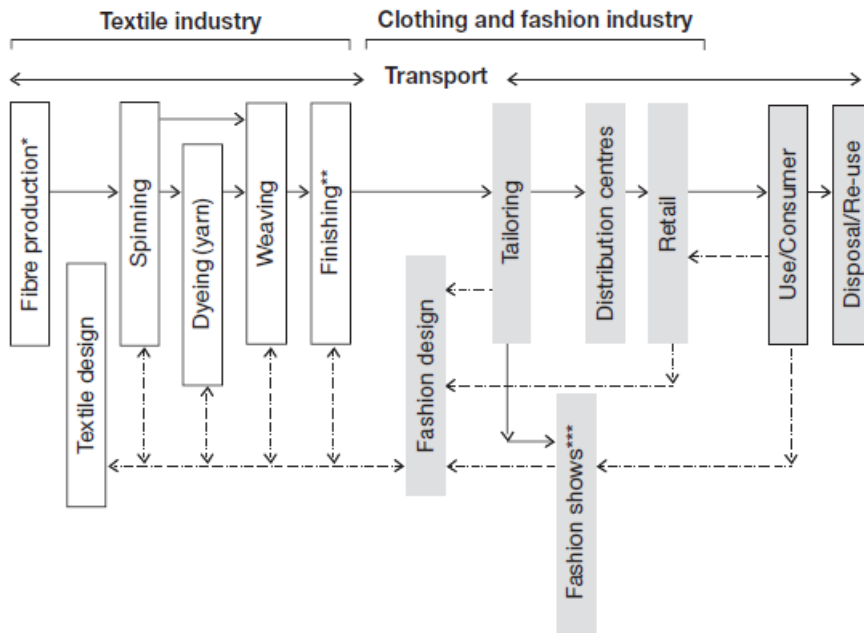 Textile industry
Clothing and fashion industry
Transport
Fibre production*
Textile design
Spinning
Dyeing (yarn)
Weaving
Finishing**
Fashion design
Tailoring
Fashion shows***
Distribution centres
Retail
Use/Consumer
Disposal/Re-use